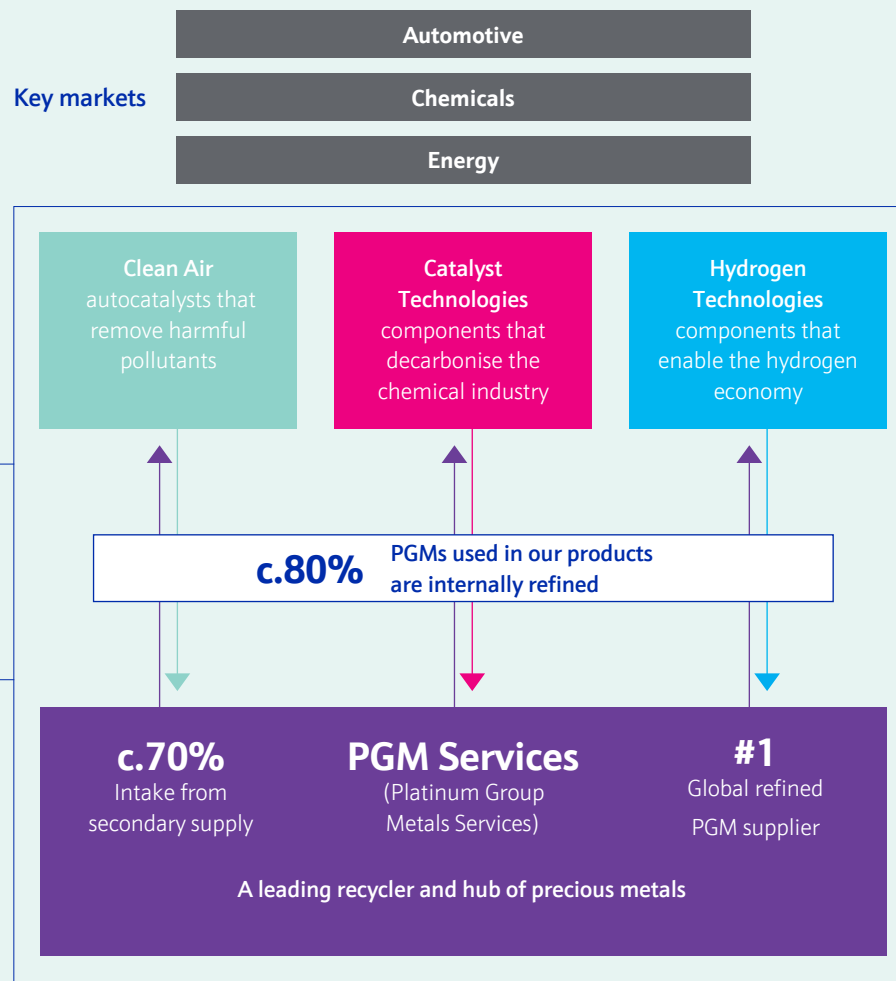 Automotive
Key markets
Chemicals
Energy
Clean Air
autocatalysts that
remove harmful
pollutants
Catalyst
Technologies
components that
decarbonise the
chemical industry
Hydrogen
Technologies
components that
enable the hydrogen
economy
c.80%
PGMs used in our products
are internally refined
c.70%
Intake from
secondary supply
PGM Services
(Platinum Group
Metals Services)
#1
Global refined
PGM supplier
A leading recycler and hub of precious metals